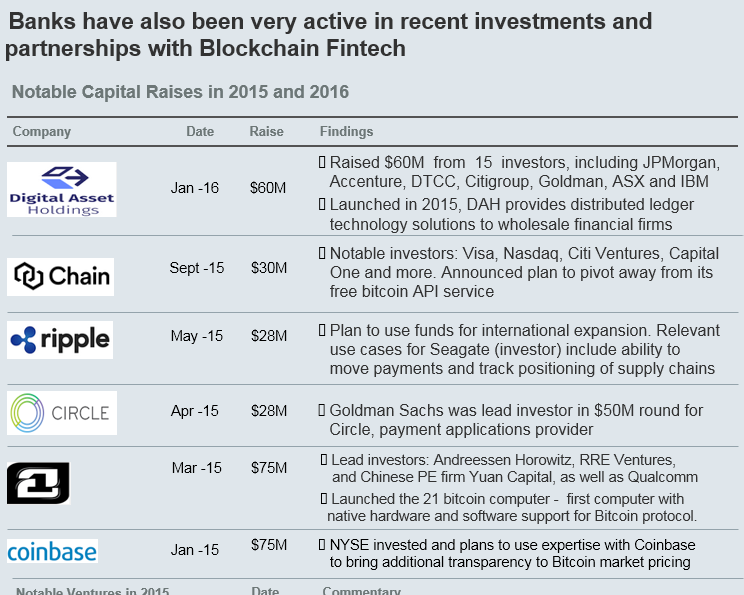 Banks have also been very active in recent investments and
partnerships with Blockchain Fintech
Notable Capital Raises in 2015 and 2016
Company Date Raise Findings
Digital Asset
Holdings
Jan -16 $60M
Raised $60M from 15 investors, including JPMorgan,
Accenture, DTCC, Citigroup, Goldman, ASX and IBM
Launched in 2015, DAH provides distributed ledger
technology solutions to wholesale financial firms
Chain
Sept -15 $30M
Notable investors: Visa, Nasdaq, Citi Ventures, Capital
One and more. Announced plan to pivot away from its
free bitcoin API service
ripple
May -15 $28M
Plan to use funds for international expansion. Relevant
use cases for Seagate (investor) include ability to
move payments and track positioning of supply chains
CIRCLE
Apr -15 $28M
Goldman Sachs was lead investor in $50M round for
Circle, payment applications provider
21
Mar -15 $75M
Lead investors: Andreessen Horowitz, RRE Ventures,
and Chinese PE firm Yuan Capital, as well as Qualcomm
Launched the 21 bitcoin computer - first computer with
native hardware and software support for Bitcoin protocol.
coinbase
Jan -15 $75M
NYSE invested and plans to use expertise with Coinbase
to bring additional transparency to Bitcoin market pricing
Notable Ventures in 2015 Date Commentary